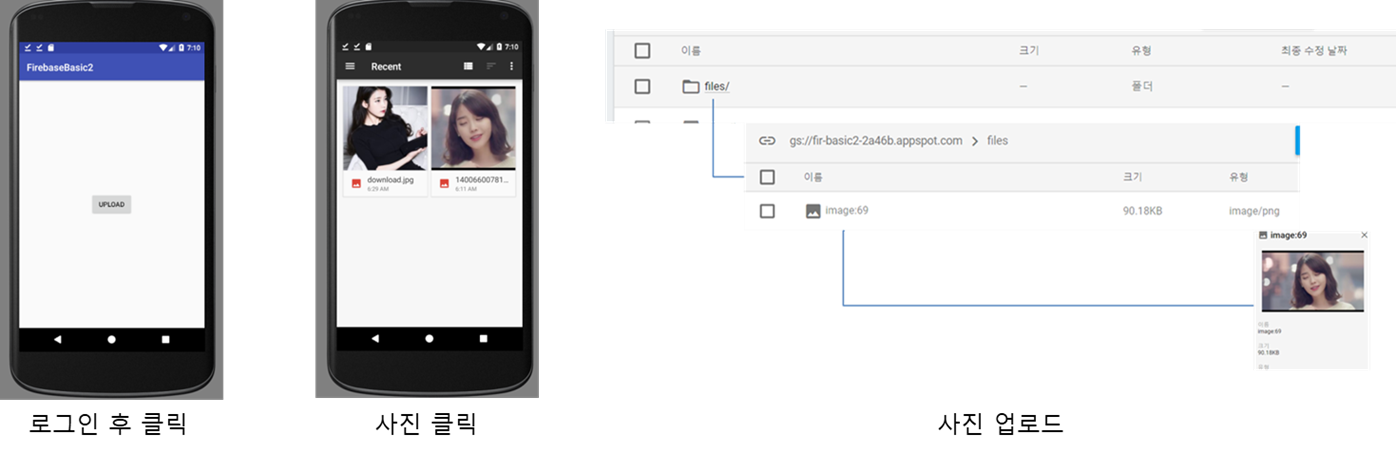 7:10
FirebaseBasic2
UPLOAD
로그인 후 클릭
7:10
Recent
download.jpg
6:29 AM
14006600781...
6:11 AM
사진 클릭
이름 크기 유형 최종 수정 날짜
files/ — 폴더 —
gs://fir-basic2-2a46b.appspot.com > files
이름 크기 유형
image:69 90.18KB image/png
image:69 ×
이름
image:69
크기
90.18KB
유형
사진 업로드